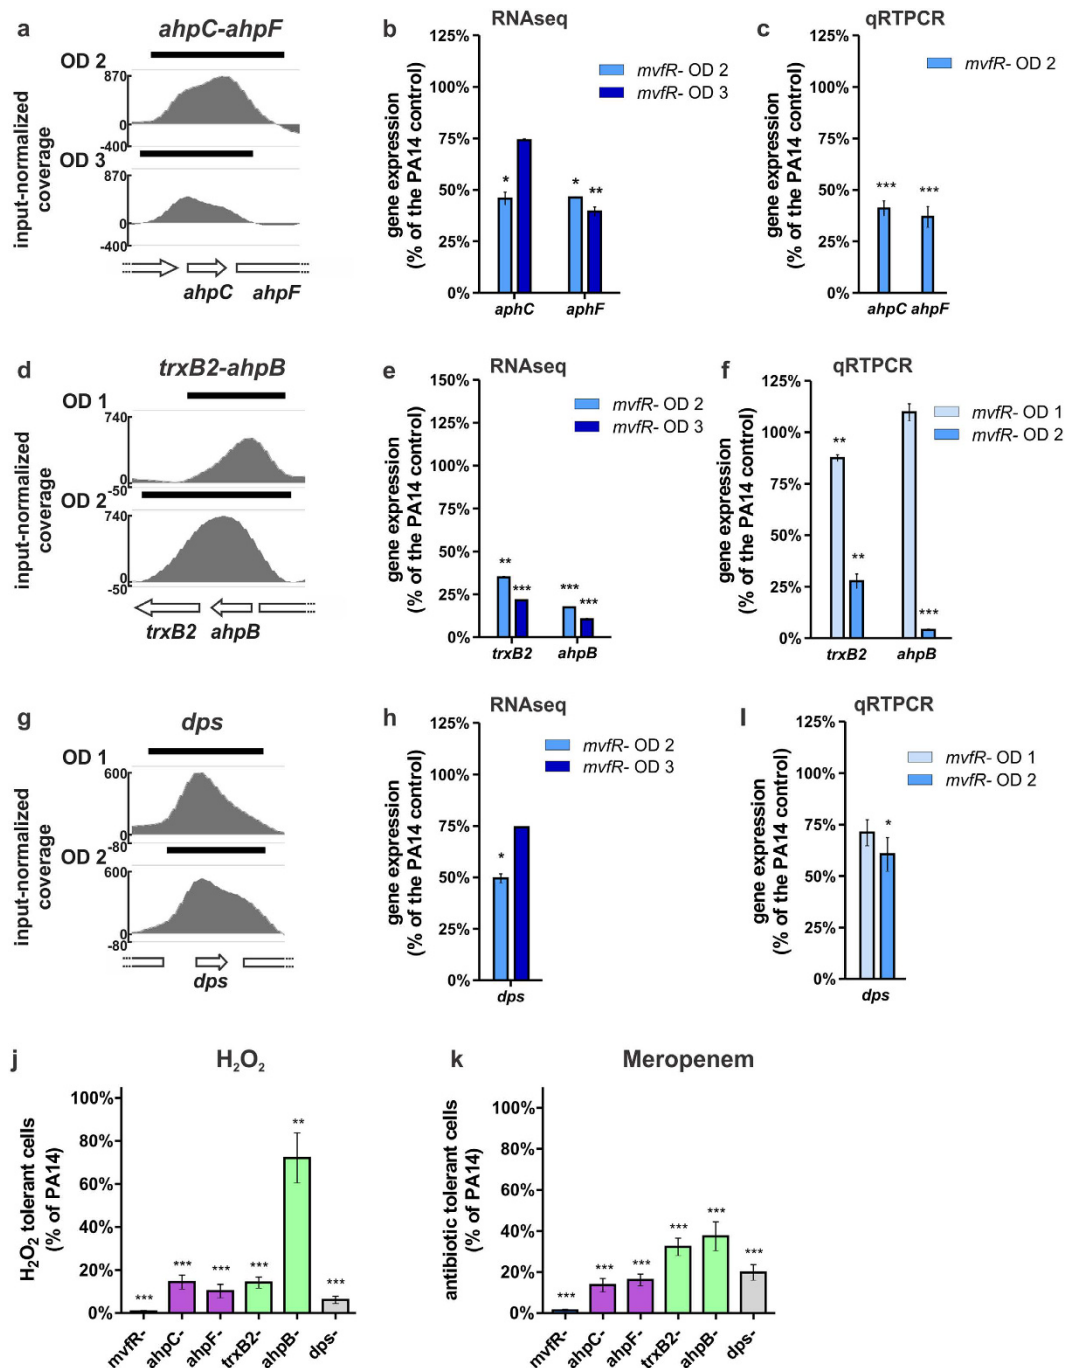 a
ahpC-ahpF
OD 2
870
0
-400
OD 3
870
0
-400
input-normalized
coverage
ahpC
ahpF
b
RNAseq
125%
100%
75%
50%
25%
0%
gene expression
(% of the PA14 control)
mvfR- OD 2
mvfR- OD 3
*
*
**
aphC
aphF
c
qRTPCR
125%
100%
75%
50%
25%
0%
gene expression
(% of the PA14 control)
mvfR- OD 2
***
***
ahpC
ahpF
d
trxB2-ahpB
OD 1
740
0
-50
OD 2
740
0
-50
input-normalized
coverage
trxB2
ahpB
e
RNAseq
150%
125%
100%
75%
50%
25%
0%
gene expression
(% of the PA14 control)
mvfR- OD 2
mvfR- OD 3
**
***
***
***
trxB2
ahpB
f
qRTPCR
125%
100%
75%
50%
25%
0%
gene expression
(% of the PA14 control)
mvfR- OD 1
mvfR- OD 2
**
**
***
trxB2
ahpB
g
dps
OD 1
600
0
-80
OD 2
600
0
-80
input-normalized
coverage
dps
h
RNAseq
125%
100%
75%
50%
25%
0%
gene expression
(% of the PA14 control)
mvfR- OD 2
mvfR- OD 3
*
dps
I
qRTPCR
125%
100%
75%
50%
25%
0%
gene expression
(% of the PA14 control)
mvfR- OD 1
mvfR- OD 2
*
dps
j
H₂O₂
100%
80%
60%
40%
20%
0%
H₂O₂ tolerant cells
(% of PA14)
***
***
***
***
**
***
mvfR-
ahpC-
ahpF-
trxB2-
ahpB-
dps-
k
Meropenem
100%
80%
60%
40%
20%
0%
antibiotic tolerant cells
(% of PA14)
***
***
***
***
***
***
mvfR-
ahpC-
ahpF-
trxB2-
ahpB-
dps-